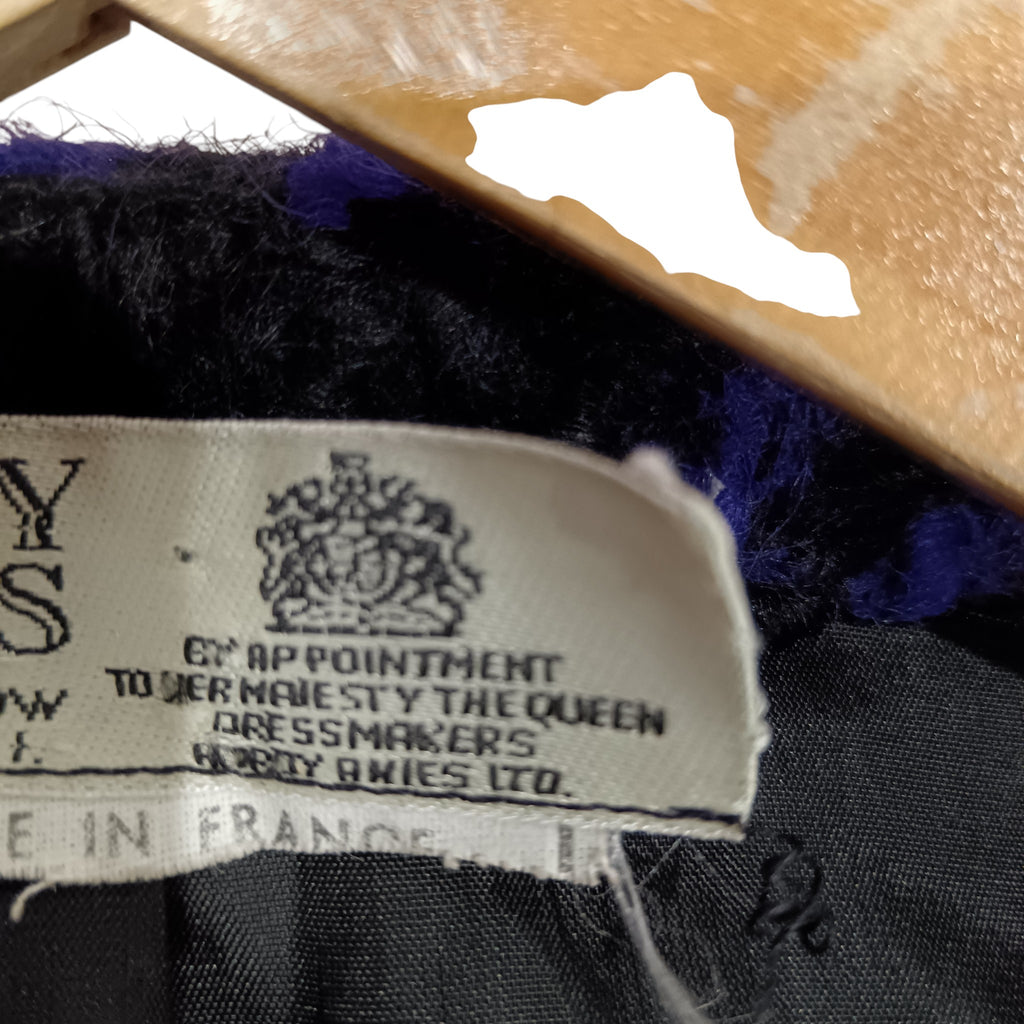 Y
S
W
BY APPOINTMENT
TO HER MAJESTY THE QUEEN
DRESSMAKERS
HARDY AMIES LTD.
E IN FRANCE